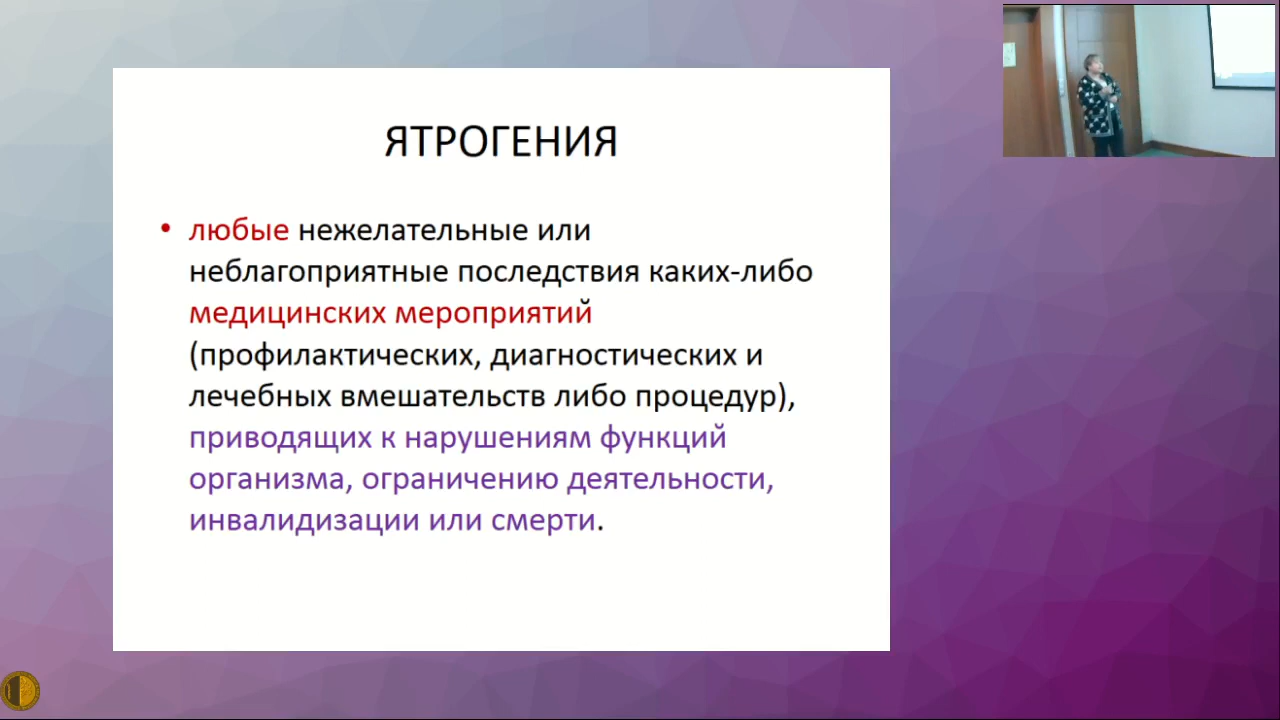 ЯТРОГЕНИЯ
• любые нежелательные или
неблагоприятные последствия каких-либо
медицинских мероприятий
(профилактических, диагностических и
лечебных вмешательств либо процедур),
приводящих к нарушениям функций
организма, ограничению деятельности,
инвалидизации или смерти.